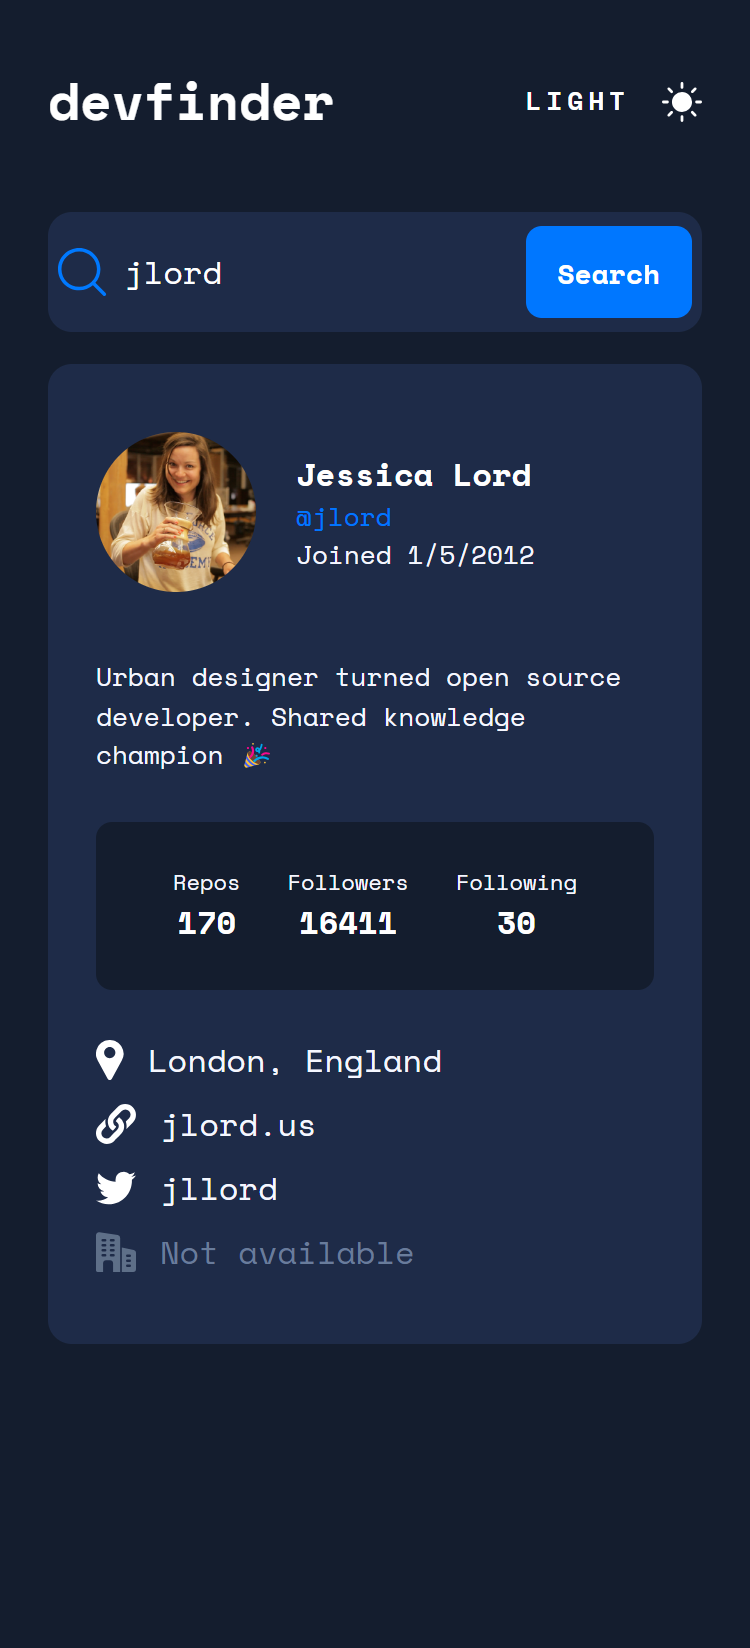 devfinder
LIGHT
jlord
Search
Jessica Lord
@jlord
Joined 1/5/2012
Urban designer turned open source
developer. Shared knowledge
champion 🎉
Repos Followers Following
170 16411 30
London, England
jlord.us
jllord
Not available